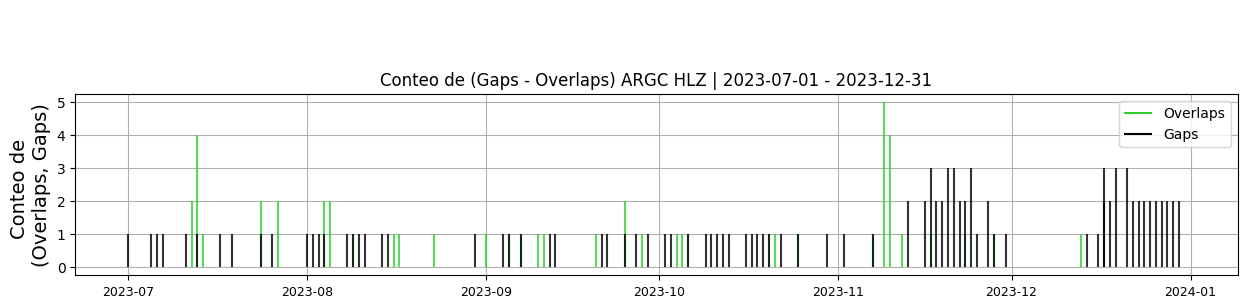 Conteo de (Gaps - Overlaps) ARGC HLZ | 2023-07-01 - 2023-12-31
Conteo de
(Overlaps, Gaps)
5
4
3
2
1
0
Overlaps
Gaps
2023-07
2023-08
2023-09
2023-10
2023-11
2023-12
2024-01